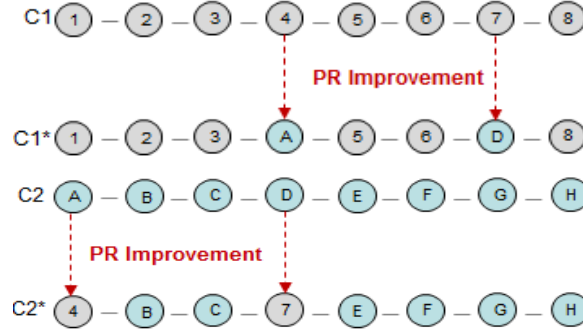 C1 1 2 3 4 5 6 7 8
PR Improvement
C1* 1 2 3 A 5 6 D 8
C2 A B C D E F G H
PR Improvement
C2* 4 B C 7 E F G H